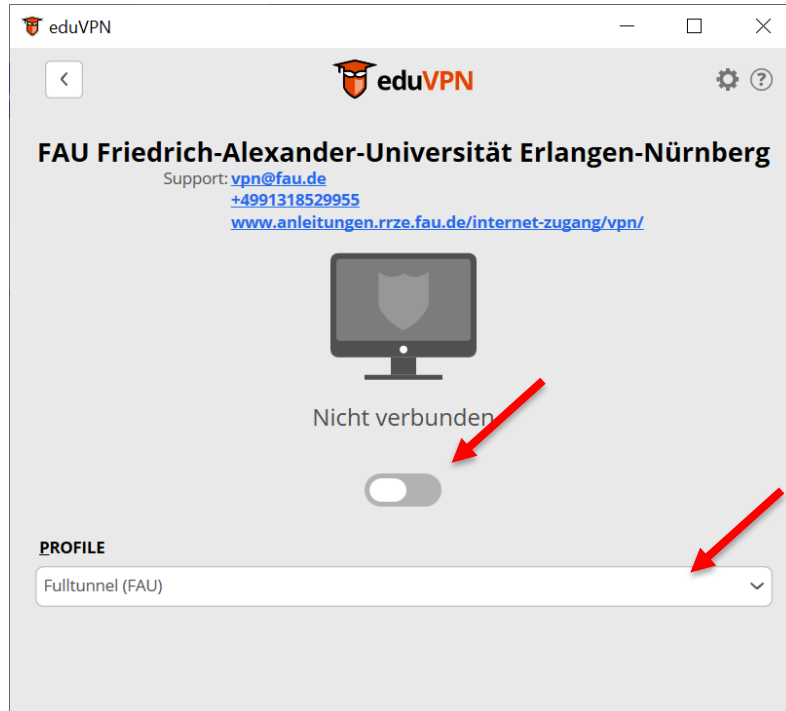 eduVPN
eduVPN
FAU Friedrich-Alexander-Universität Erlangen-Nürnberg
Support: vpn@fau.de
+4991318529955
www.anleitungen.rrze.fau.de/internet-zugang/vpn/
Nicht verbunden
PROFILE
Fulltunnel (FAU)